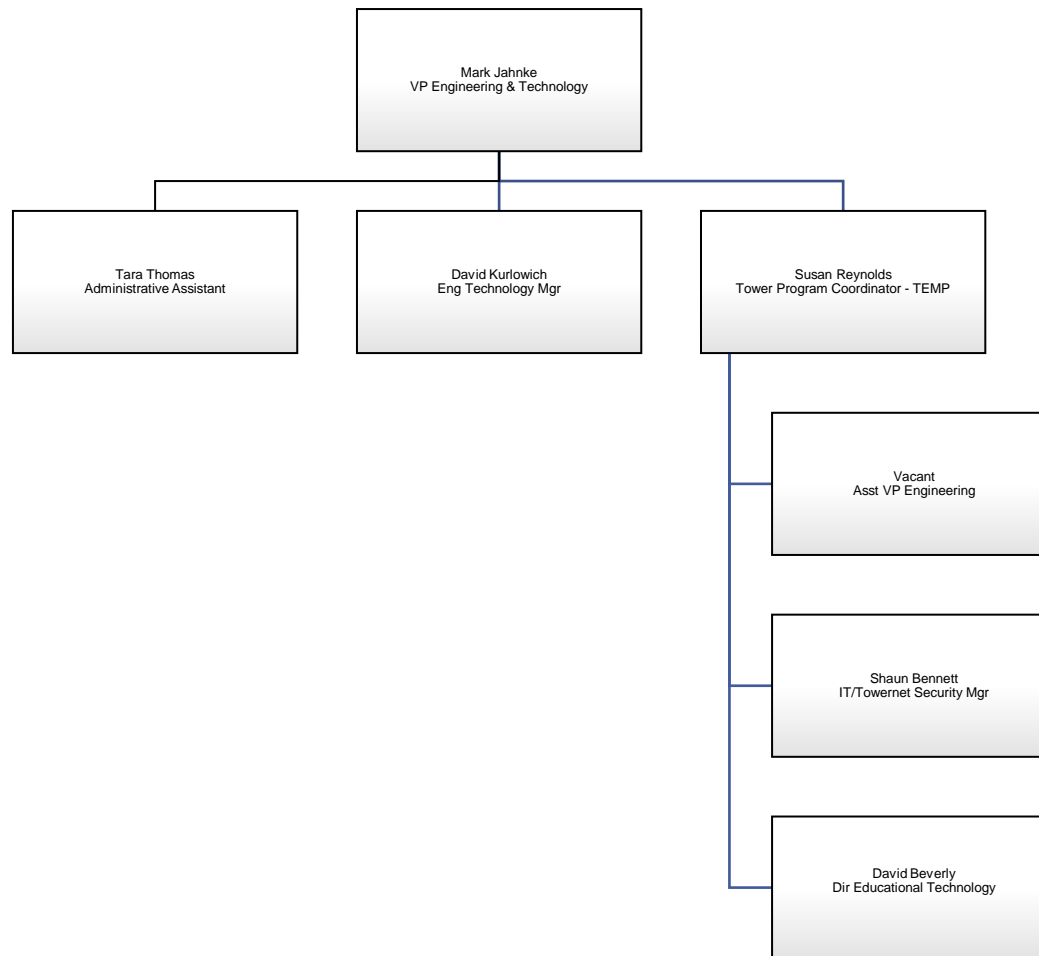 Mark Jahnke
VP Engineering & Technology
Tara Thomas
Administrative Assistant
David Kurlowich
Eng Technology Mgr
Susan Reynolds
Tower Program Coordinator - TEMP
Vacant
Asst VP Engineering
Shaun Bennett
IT/Towernet Security Mgr
David Beverly
Dir Educational Technology